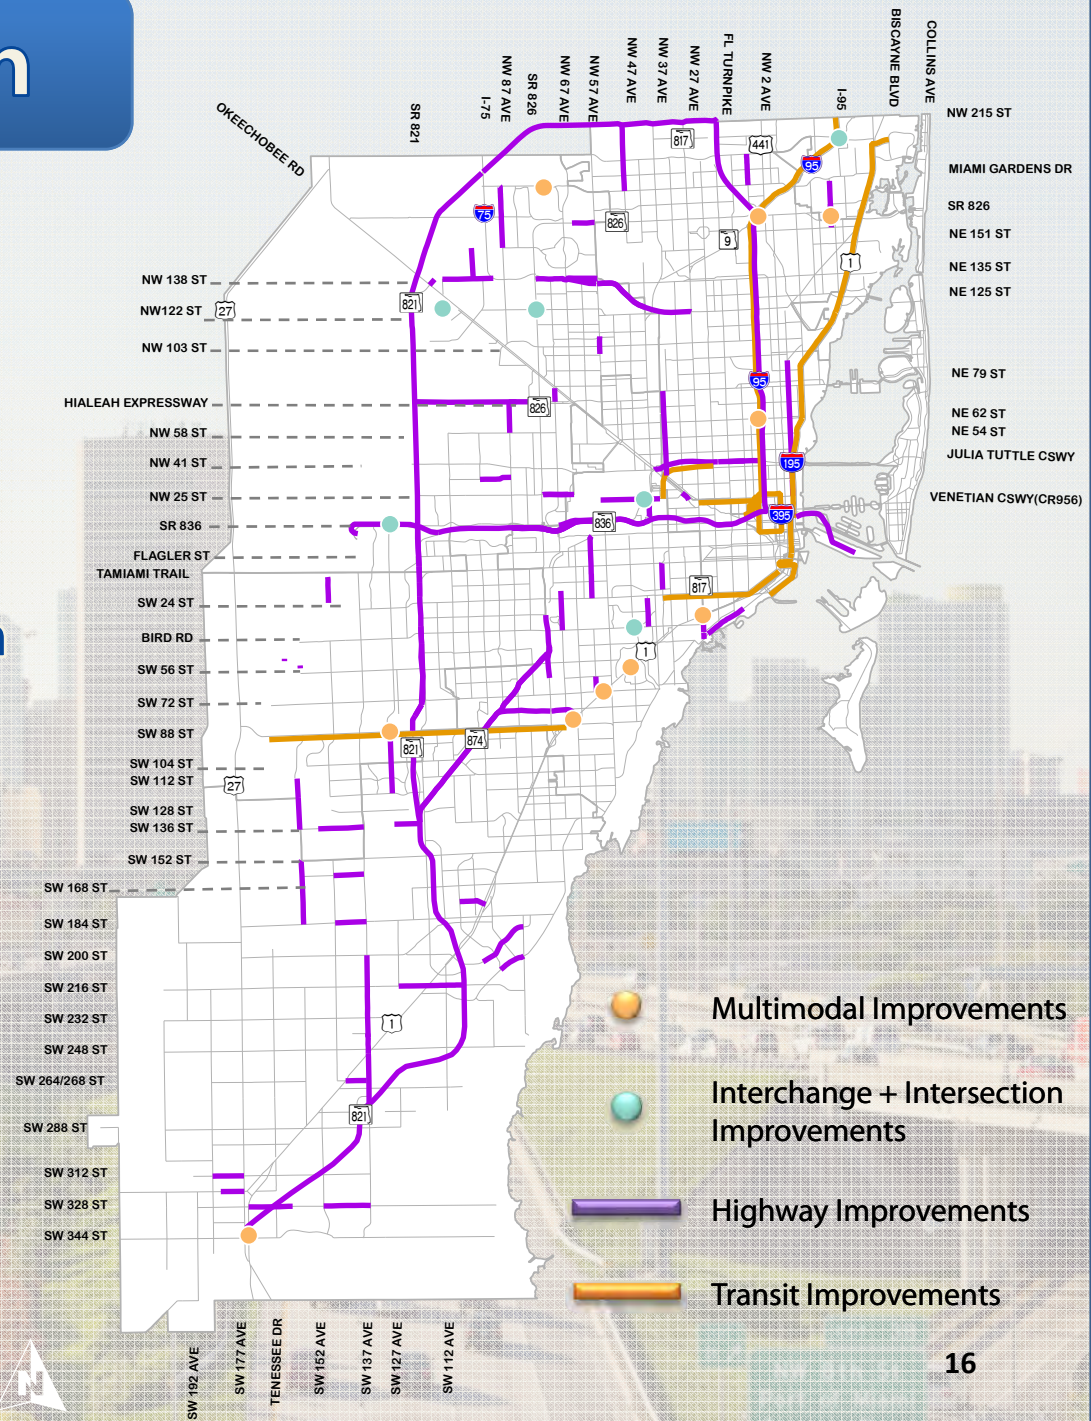 n
n
OKEECHOBEE RD
SR 821
I-75
NW 87 AVE
SR 826
NW 67 AVE
NW 57 AVE
NW 47 AVE
NW 37 AVE
NW 27 AVE
FL TURNPIKE
NW 2 AVE
I-95
BISCAYNE BLVD
COLLINS AVE
NW 215 ST
MIAMI GARDENS DR
SR 826
NE 151 ST
NE 135 ST
NE 125 ST
NE 79 ST
NE 62 ST
NE 54 ST
JULIA TUTTLE CSWY
VENETIAN CSWY(CR956)
NW 138 ST
NW122 ST
NW 103 ST
HIALEAH EXPRESSWAY
NW 58 ST
NW 41 ST
NW 25 ST
SR 836
FLAGLER ST
TAMIAMI TRAIL
SW 24 ST
BIRD RD
SW 56 ST
SW 72 ST
SW 88 ST
SW 104 ST
SW 112 ST
SW 128 ST
SW 136 ST
SW 152 ST
SW 168 ST
SW 184 ST
SW 200 ST
SW 216 ST
SW 232 ST
SW 248 ST
SW 264/268 ST
SW 288 ST
SW 312 ST
SW 328 ST
SW 344 ST
817
441
95
75
826
9
1
821
27
95
826
195
395
836
817
1
874
821
27
1
821
SW 192 AVE
SW 177 AVE
TENESSEE DR
SW 152 AVE
SW 137 AVE
SW 127 AVE
SW 112 AVE
Multimodal Improvements
Interchange + Intersection
Improvements
Highway Improvements
Transit Improvements
N
16